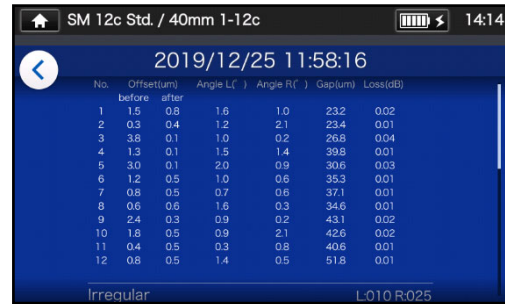 SM 12c Std. / 40mm 1-12c 14:14
2019/12/25 11:58:16
No. Offset(um) Angle L(° ) Angle R(° ) Gap(um) Loss(dB)
before after
1 1.5 0.8 1.6 1.0 23.2 0.02
2 0.3 0.4 1.2 2.1 23.4 0.01
3 3.8 0.1 1.0 0.2 26.8 0.04
4 1.3 0.1 1.5 1.4 39.8 0.01
5 3.0 0.1 2.0 0.9 30.6 0.03
6 1.2 0.5 1.0 0.6 35.3 0.01
7 0.8 0.5 0.7 0.6 37.1 0.01
8 0.6 0.6 1.6 0.3 34.6 0.01
9 2.4 0.3 0.9 0.2 43.1 0.02
10 1.8 0.5 0.9 2.1 42.6 0.02
11 0.4 0.5 0.3 0.8 40.6 0.01
12 0.8 0.5 1.4 0.5 51.8 0.01
Irregular L:010 R:025